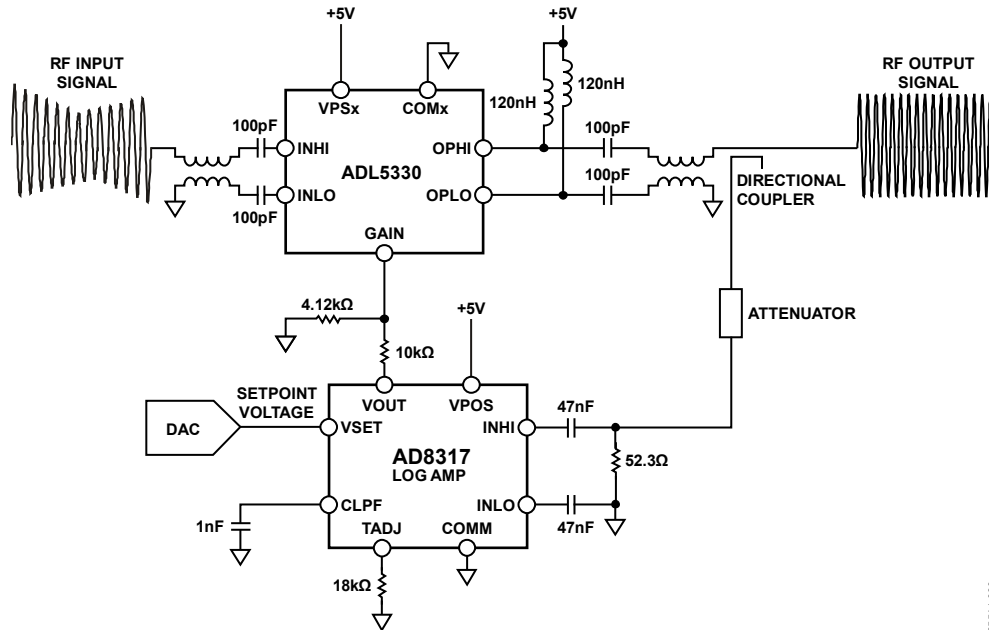 +5V
+5V
RF INPUT
SIGNAL
RF OUTPUT
SIGNAL
VPSx
COMx
120nH
120nH
100pF
INHI
OPHI
100pF
ADL5330
INLO
OPLO
100pF
100pF
DIRECTIONAL
COUPLER
GAIN
4.12kΩ
+5V
ATTENUATOR
10kΩ
SETPOINT
VOLTAGE
VOUT
VPOS
47nF
DAC
VSET
INHI
AD8317
LOG AMP
52.3Ω
CLPF
INLO
1nF
TADJ
COMM
47nF
18kΩ